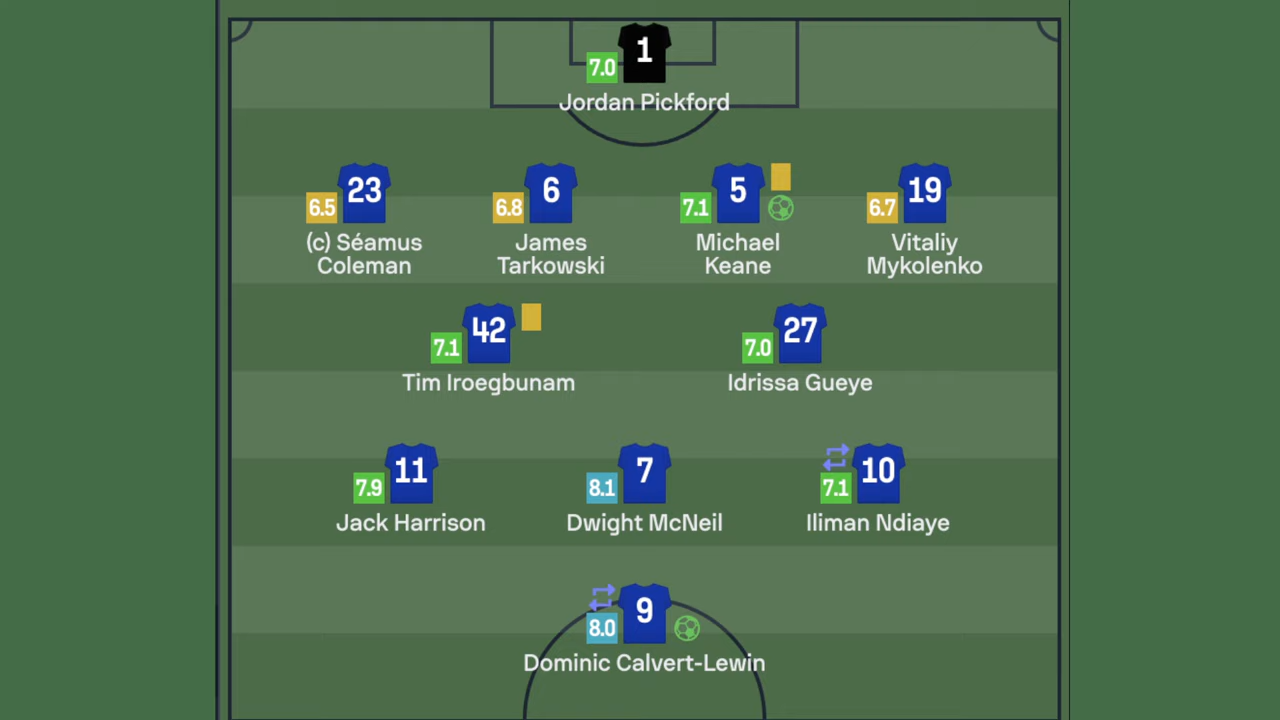 1
7.0
Jordan Pickford
23
6.5
(c) Séamus
Coleman
6
6.8
James
Tarkowski
5
7.1
Michael
Keane
19
6.7
Vitaliy
Mykolenko
42
7.1
Tim Iroegbunam
27
7.0
Idrissa Gueye
11
7.9
Jack Harrison
7
8.1
Dwight McNeil
10
7.1
Iliman Ndiaye
9
8.0
Dominic Calvert-Lewin